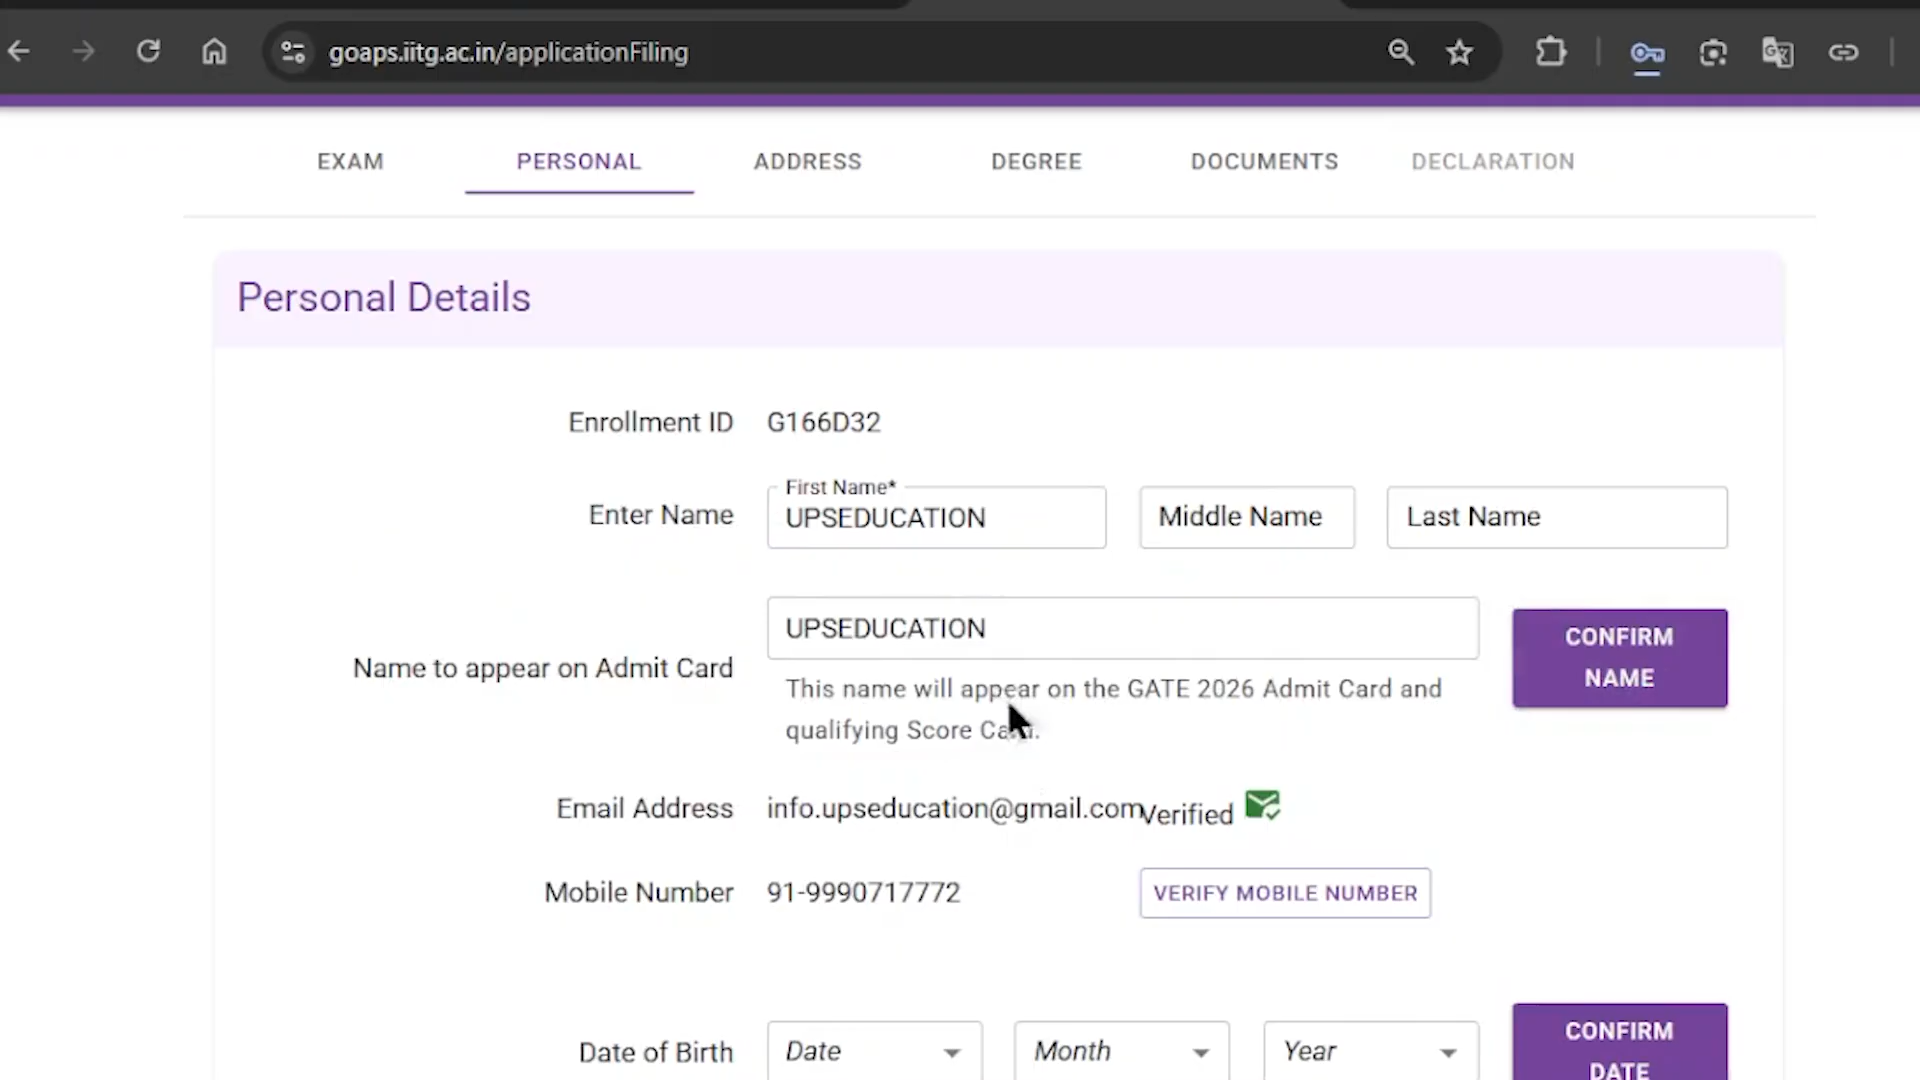 goaps.iitg.ac.in/applicationFiling
EXAM PERSONAL ADDRESS DEGREE DOCUMENTS DECLARATION
Personal Details
Enrollment ID G166D32
First Name*
Enter Name UPSEDUCATION Middle Name Last Name
Name to appear on Admit Card UPSEDUCATION
This name will appear on the GATE 2026 Admit Card and
qualifying Score Card.
CONFIRM
NAME
Email Address info.upseducation@gmail.com Verified
Mobile Number 91-9990717772 VERIFY MOBILE NUMBER
Date of Birth Date Month Year
CONFIRM
DATE